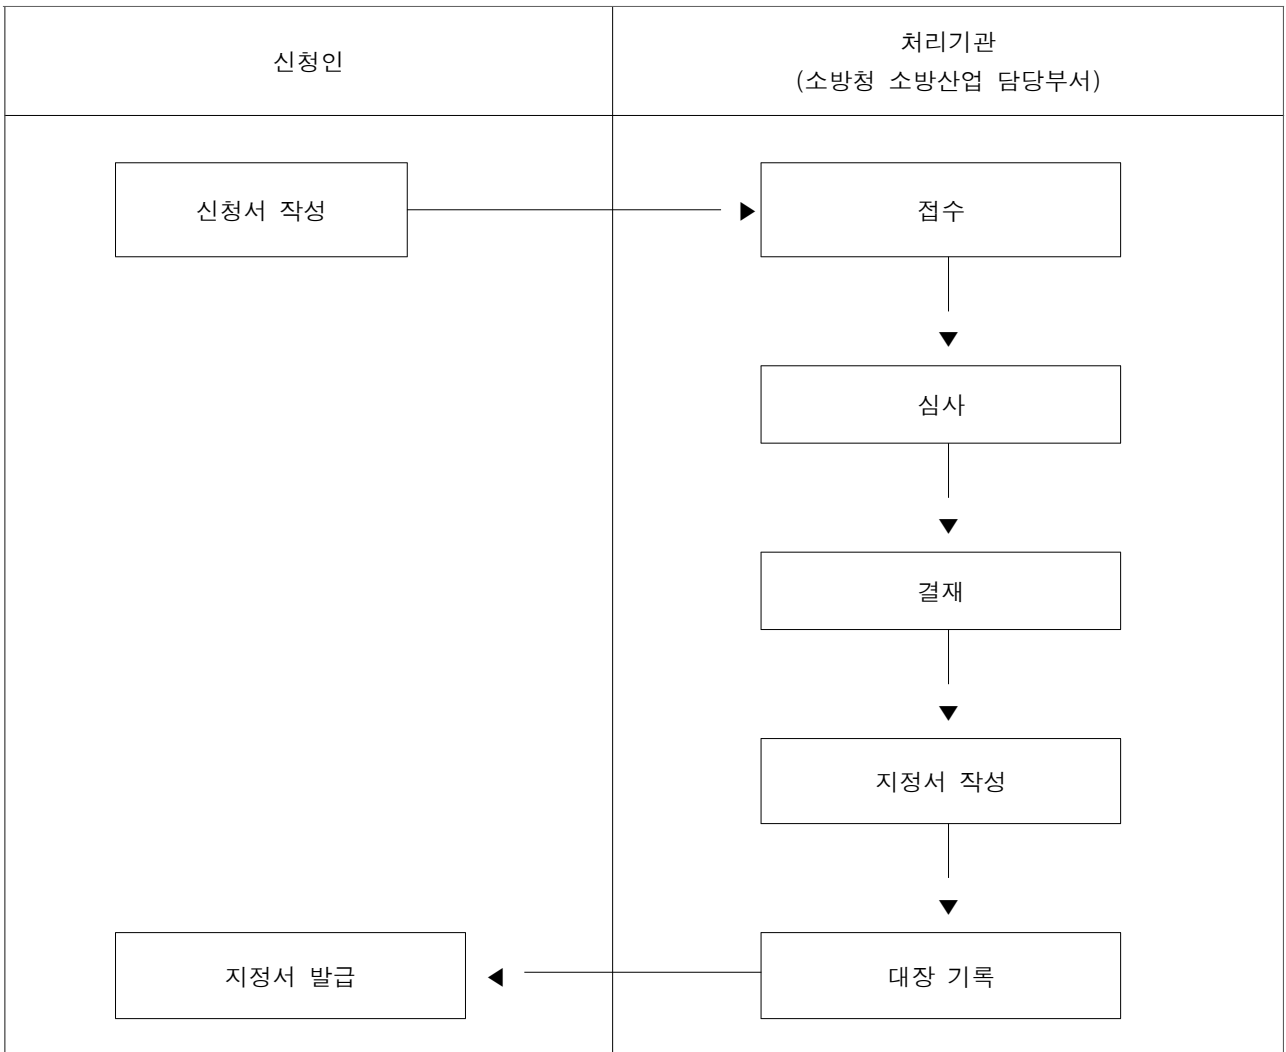 신청인
처리기관
(소방청 소방산업 담당부서)
신청서 작성
접수
심사
결재
지정서 작성
지정서 발급
대장 기록